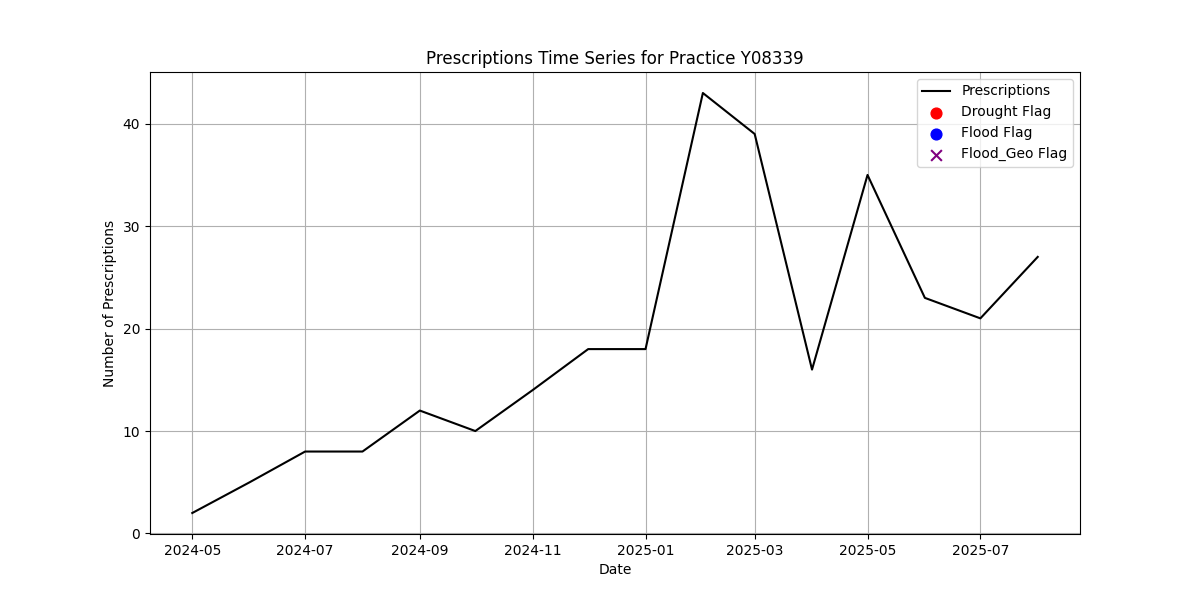 Prescriptions Time Series for Practice Y08339
Prescriptions
Drought Flag
Flood Flag
Flood_Geo Flag
Number of Prescriptions
40
30
20
10
0
2024-05 2024-07 2024-09 2024-11 2025-01 2025-03 2025-05 2025-07
Date